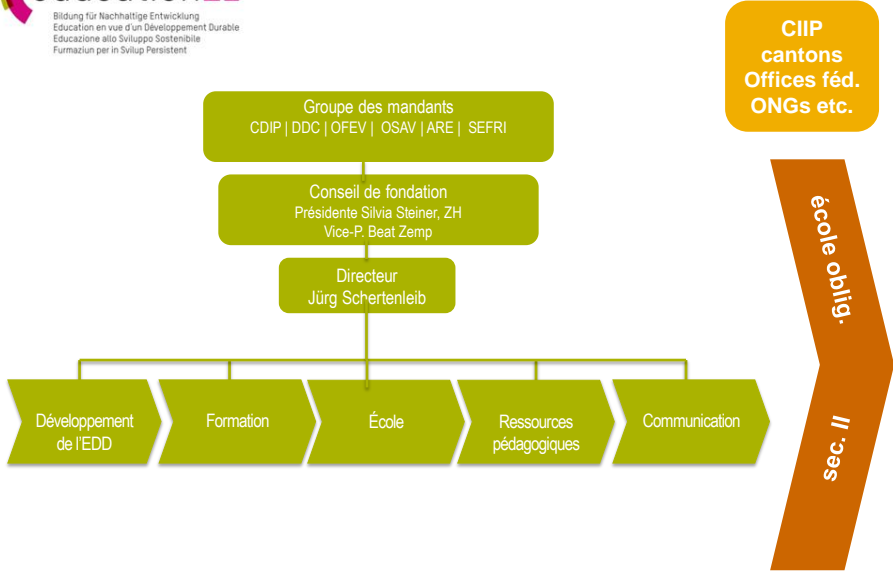 Bildung für Nachhaltige Entwicklung
Education en vue d'un Développement Durable
Educazione allo Sviluppo Sostenibile
Furmaziun per in Svilup Persistent
CIIP
cantons
Offices féd.
ONGs etc.
Groupe des mandants
CDIP | DDC | OFEV | OSAV | ARE | SEFRI
Conseil de fondation
Présidente Silvia Steiner, ZH
Vice-P. Beat Zemp
Directeur
Jürg Schertenleib
école oblig.
sec. II
Développement
de l'EDD
Formation
École
Ressources
pédagogiques
Communication